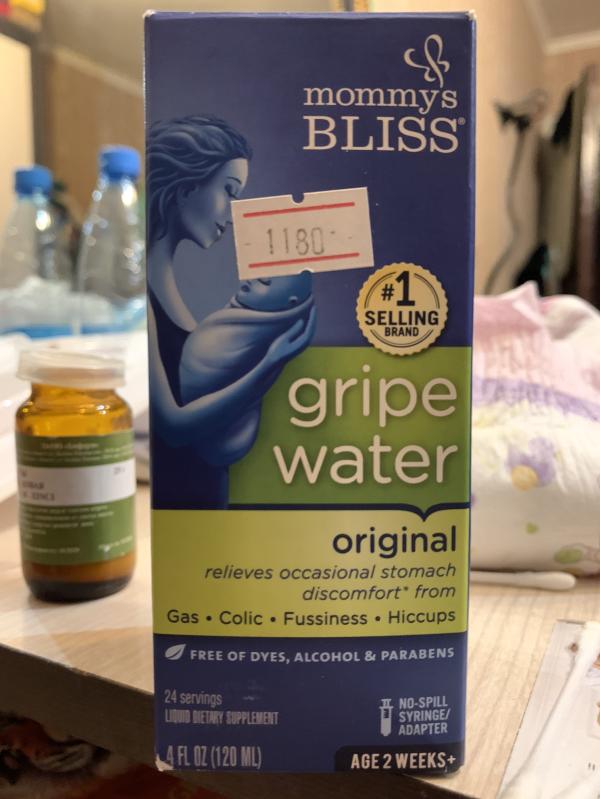 mommy's
BLISS®
1180
#1
SELLING
BRAND
gripe
water
original
relieves occasional stomach
discomfort* from
Gas • Colic • Fussiness • Hiccups
FREE OF DYES, ALCOHOL & PARABENS
24 servings
LIQUID DIETARY SUPPLEMENT
NO-SPILL
SYRINGE/
ADAPTER
4 FL OZ (120 ML)
AGE 2 WEEKS+